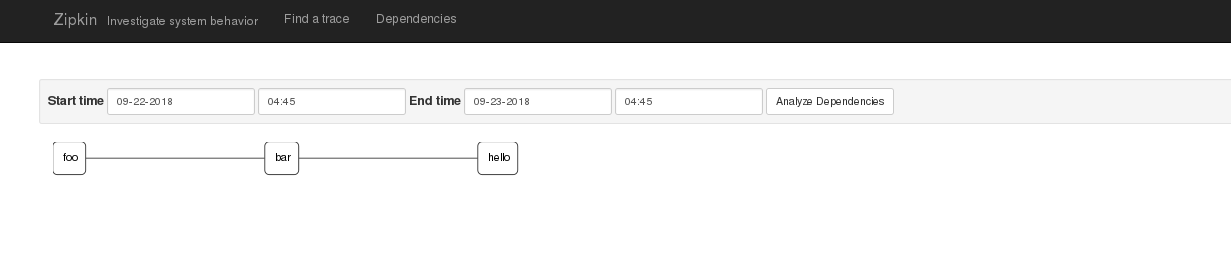 Zipkin Investigate system behavior Find a trace Dependencies
Start time 09-22-2018 04:45 End time 09-23-2018 04:45 Analyze Dependencies
foo bar hello